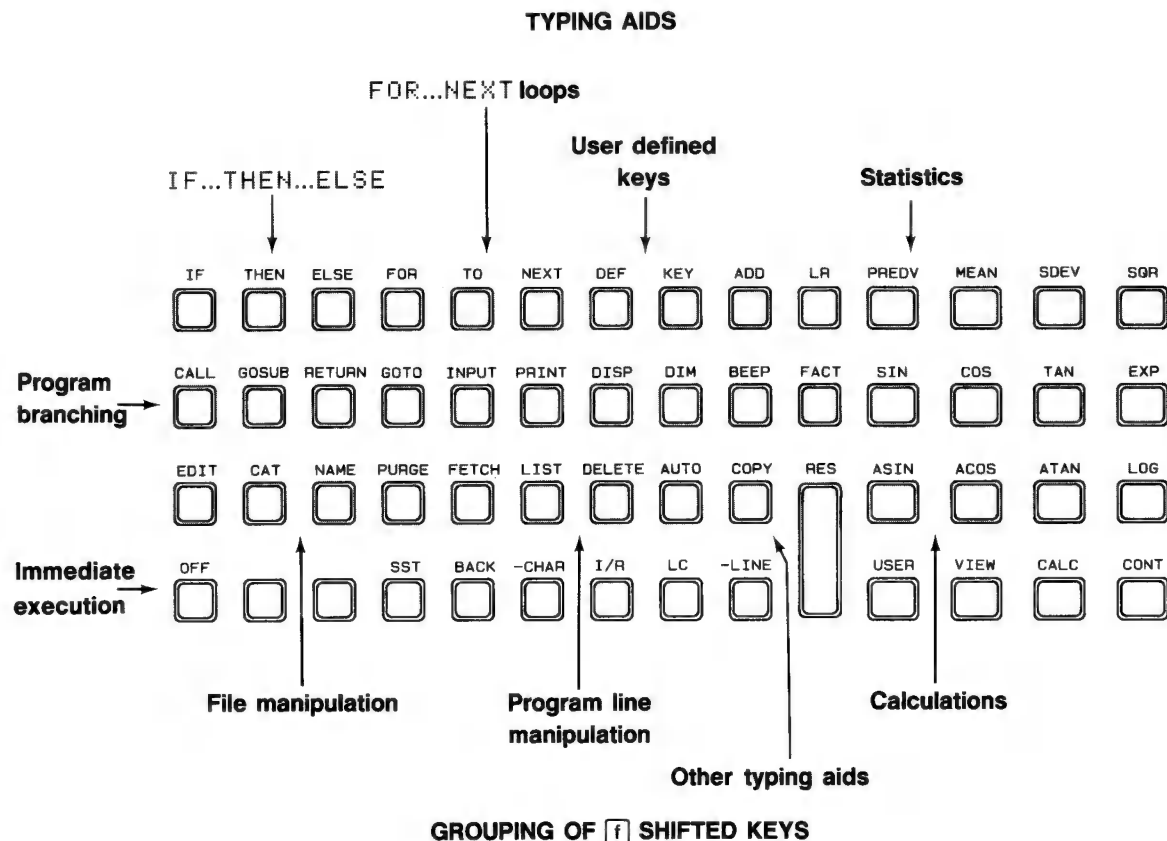 TYPING AIDS
FOR...NEXT loops
User defined
keys
Statistics
IF...THEN...ELSE
IF THEN ELSE FOR TO NEXT DEF KEY ADD LR PREDV MEAN SDEV SQR
Program
branching
CALL GOSUB RETURN GOTO INPUT PRINT DISP DIM BEEP FACT SIN COS TAN EXP
EDIT CAT NAME PURGE FETCH LIST DELETE AUTO COPY RES ASIN ACOS ATAN LOG
Immediate
execution
OFF SST BACK -CHAR I/R LC -LINE USER VIEW CALC CONT
File manipulation
Program line
manipulation
Calculations
Other typing aids
GROUPING OF f SHIFTED KEYS